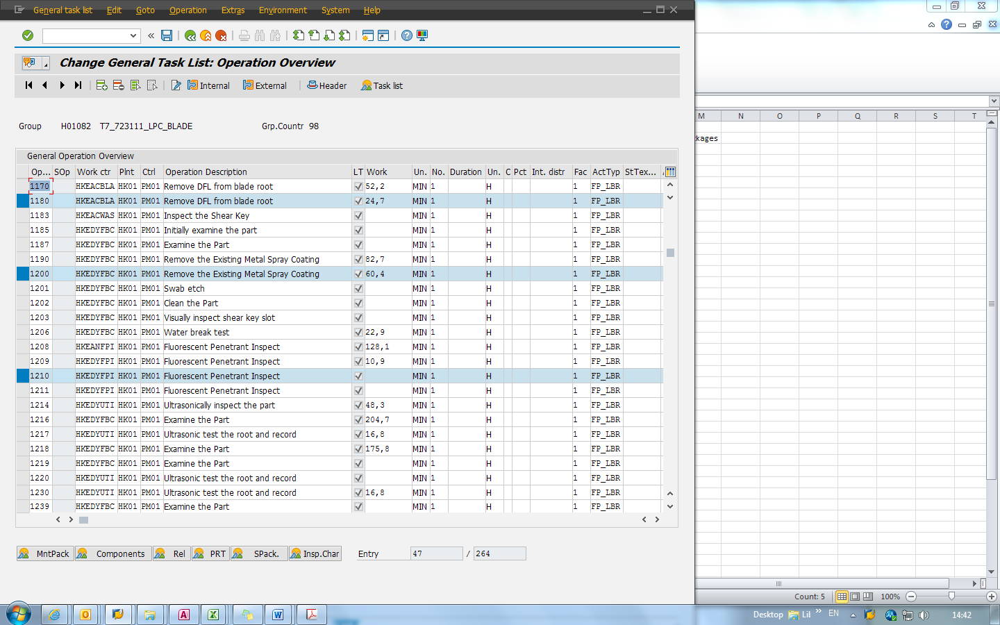 General task list Edit Goto Operation Extras Environment System Help
Change General Task List: Operation Overview
Internal External Header Task list
Group H01082 T7_723111_LPC_BLADE Grp.Countr 98
General Operation Overview
Op... SOp Work ctr Plnt Ctrl Operation Description LT Work Un. No. Duration Un. C Pct Int. distr Fac ActTyp StTex...
1170 HKEACBLA HK01 PM01 Remove DFL from blade root 52,2 MIN 1 H 1 FP_LBR
1180 HKEACBLA HK01 PM01 Remove DFL from blade root 24,7 MIN 1 H 1 FP_LBR
1183 HKEACWAS HK01 PM01 Inspect the Shear Key MIN 1 H 1 FP_LBR
1185 HKEDYFBC HK01 PM01 Initially examine the part MIN 1 H 1 FP_LBR
1187 HKEDYFBC HK01 PM01 Examine the Part MIN 1 H 1 FP_LBR
1190 HKEDYFBC HK01 PM01 Remove the Existing Metal Spray Coating 82,7 MIN 1 H 1 FP_LBR
1200 HKEDYFBC HK01 PM01 Remove the Existing Metal Spray Coating 60,4 MIN 1 H 1 FP_LBR
1201 HKEDYFBC HK01 PM01 Swab etch MIN 1 H 1 FP_LBR
1202 HKEDYFBC HK01 PM01 Clean the Part MIN 1 H 1 FP_LBR
1203 HKEDYFBC HK01 PM01 Visually inspect shear key slot MIN 1 H 1 FP_LBR
1206 HKEDYFBC HK01 PM01 Water break test 22,9 MIN 1 H 1 FP_LBR
1208 HKEANFPI HK01 PM01 Fluorescent Penetrant Inspect 128,1 MIN 1 H 1 FP_LBR
1209 HKEDYFPI HK01 PM01 Fluorescent Penetrant Inspect 10,9 MIN 1 H 1 FP_LBR
1210 HKEDYFPI HK01 PM01 Fluorescent Penetrant Inspect MIN 1 H 1 FP_LBR
1211 HKEDYFPI HK01 PM01 Fluorescent Penetrant Inspect MIN 1 H 1 FP_LBR
1214 HKEDYUTI HK01 PM01 Ultrasonically inspect the part 48,3 MIN 1 H 1 FP_LBR
1216 HKEDYFBC HK01 PM01 Examine the Part 204,7 MIN 1 H 1 FP_LBR
1217 HKEDYUTI HK01 PM01 Ultrasonic test the root and record 16,8 MIN 1 H 1 FP_LBR
1218 HKEDYFBC HK01 PM01 Examine the Part 175,8 MIN 1 H 1 FP_LBR
1219 HKEDYFBC HK01 PM01 Examine the Part MIN 1 H 1 FP_LBR
1220 HKEDYUTI HK01 PM01 Ultrasonic test the root and record MIN 1 H 1 FP_LBR
1230 HKEDYUTI HK01 PM01 Ultrasonic test the root and record 16,8 MIN 1 H 1 FP_LBR
1239 HKEDYFBC HK01 PM01 Examine the Part MIN 1 H 1 FP_LBR
MntPack Components Rel PRT SPack. Insp.Char Entry 47 / 264
M N O P Q R S T
kages
Count: 5 100%
Desktop Lil » EN 14:42